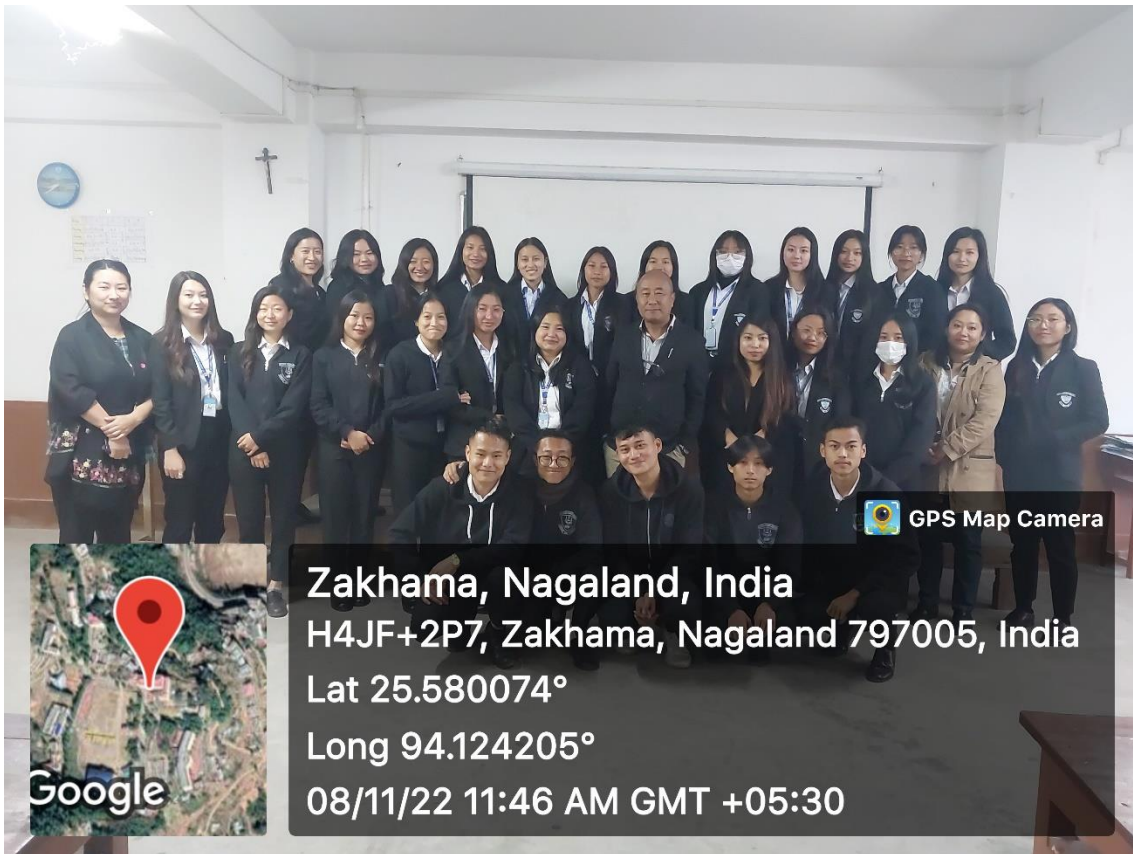 GPS Map Camera
Zakhama, Nagaland, India
H4JF+2P7, Zakhama, Nagaland 797005, India
Lat 25.580074°
Long 94.124205°
08/11/22 11:46 AM GMT +05:30
Google